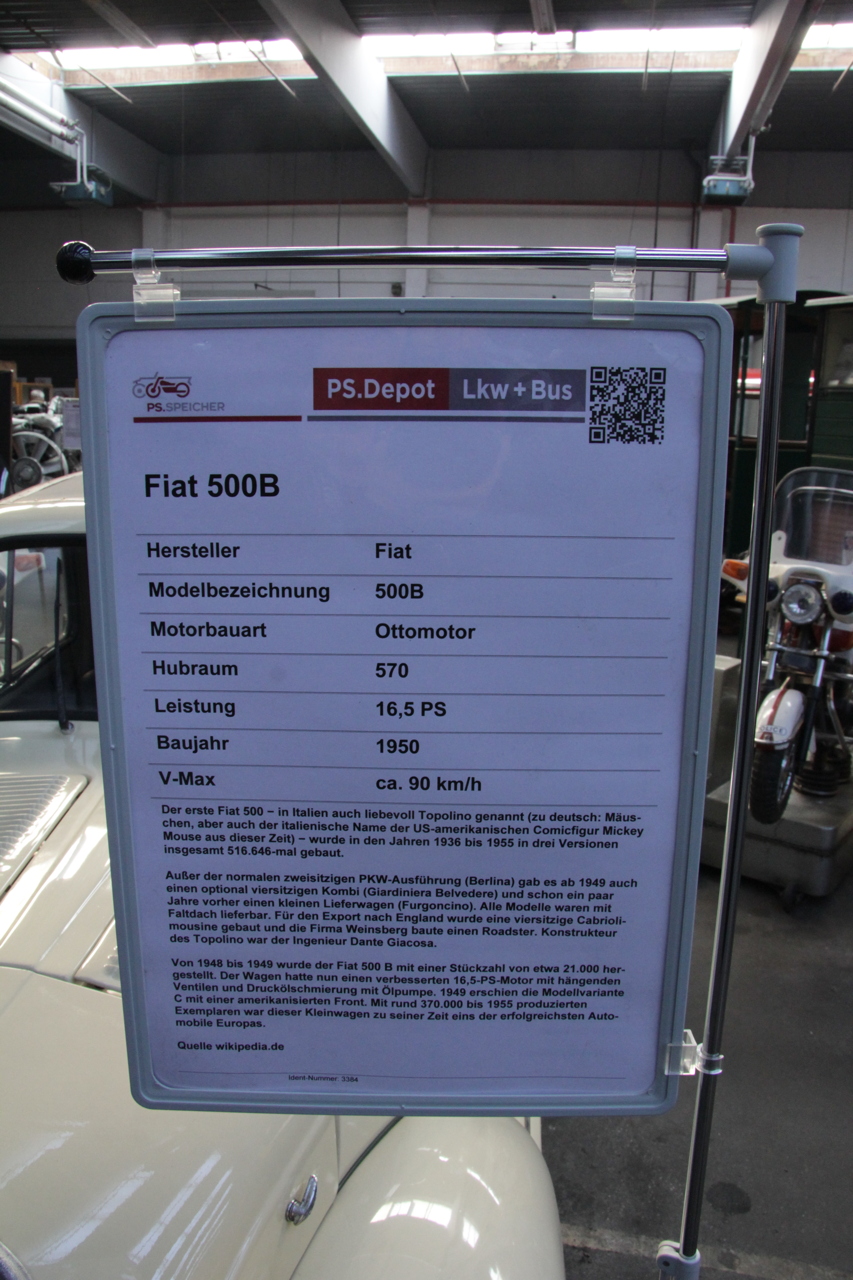 PS.SPEICHER
PS.Depot Lkw + Bus
Fiat 500B
Hersteller Fiat
Modelbezeichnung 500B
Motorbauart Ottomotor
Hubraum 570
Leistung 16,5 PS
Baujahr 1950
V-Max ca. 90 km/h
Der erste Fiat 500 – in Italien auch liebevoll Topolino genannt (zu deutsch: Mäus-
chen, aber auch der italienische Name der US-amerikanischen Comicfigur Mickey
Mouse aus dieser Zeit) – wurde in den Jahren 1936 bis 1955 in drei Versionen
insgesamt 516.646-mal gebaut.
Außer der normalen zweisitzigen PKW-Ausführung (Berlina) gab es ab 1949 auch
einen optional viersitzigen Kombi (Giardiniera Belvedere) und schon ein paar
Jahre vorher einen kleinen Lieferwagen (Furgoncino). Alle Modelle waren mit
Faltdach lieferbar. Für den Export nach England wurde eine viersitzige Cabrioli-
mousine gebaut und die Firma Weinsberg baute einen Roadster. Konstrukteur
des Topolino war der Ingenieur Dante Giacosa.
Von 1948 bis 1949 wurde der Fiat 500 B mit einer Stückzahl von etwa 21.000 her-
gestellt. Der Wagen hatte nun einen verbesserten 16,5-PS-Motor mit hängenden
Ventilen und Druckölschmierung mit Ölpumpe. 1949 erschien die Modellvariante
C mit einer amerikanisierten Front. Mit rund 370.000 bis 1955 produzierten
Exemplaren war dieser Kleinwagen zu seiner Zeit eins der erfolgreichsten Auto-
mobile Europas.
Quelle wikipedia.de
Ident-Nummer: 3384